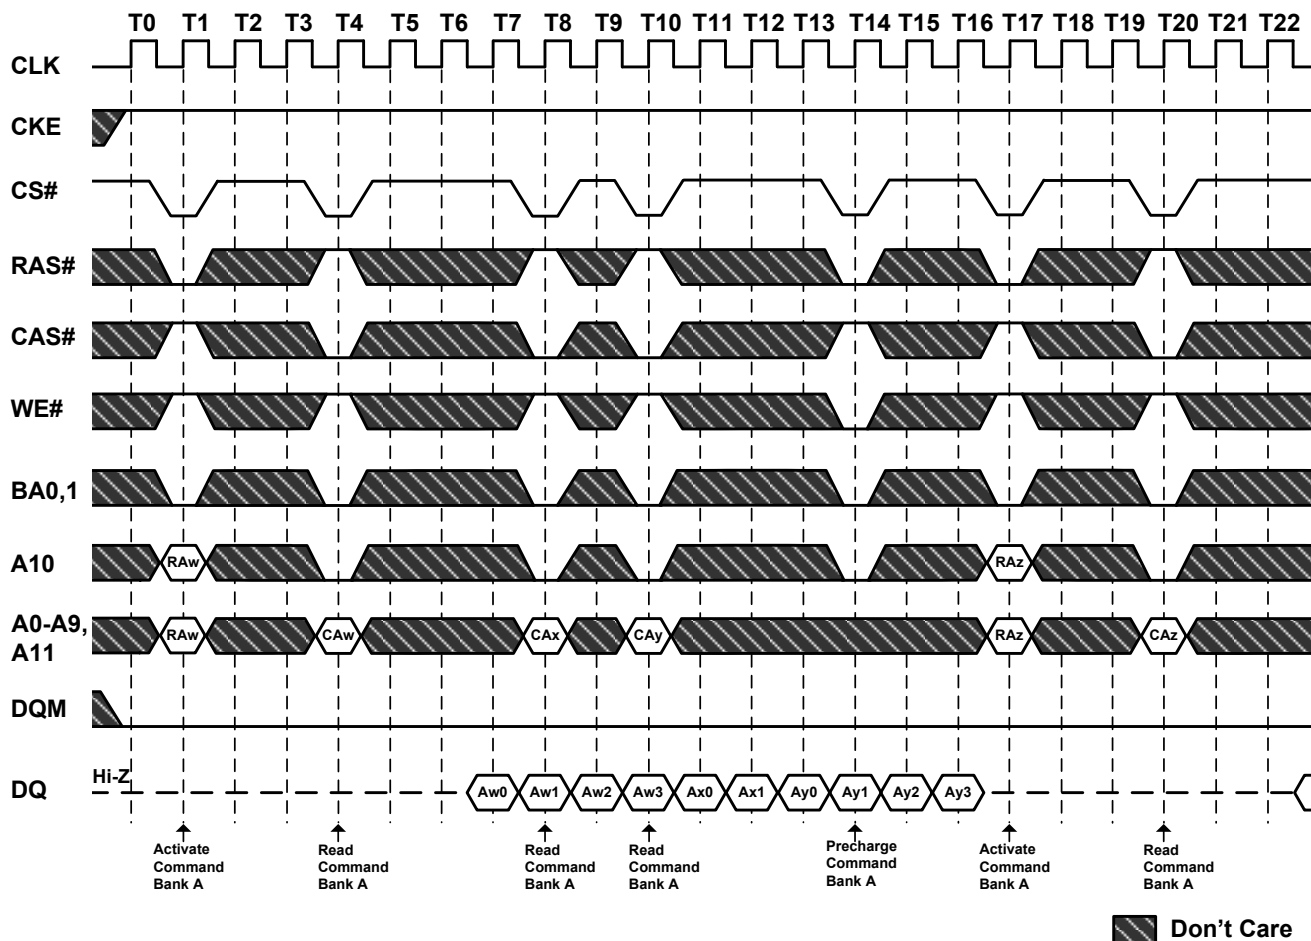 T0 T1 T2 T3 T4 T5 T6 T7 T8 T9 T10 T11 T12 T13 T14 T15 T16 T17 T18 T19 T20 T21 T22
CLK
CKE
CS#
RAS#
CAS#
WE#
BA0,1
A10
RAw RAz
A0-A9,
A11
RAw CAw CAx CAy RAz CAz
DQM
DQ
Hi-Z
Aw0 Aw1 Aw2 Aw3 Ax0 Ax1 Ay0 Ay1 Ay2 Ay3
Activate
Command
Bank A
Read
Command
Bank A
Read
Command
Bank A
Read
Command
Bank A
Precharge
Command
Bank A
Activate
Command
Bank A
Read
Command
Bank A
Don't Care